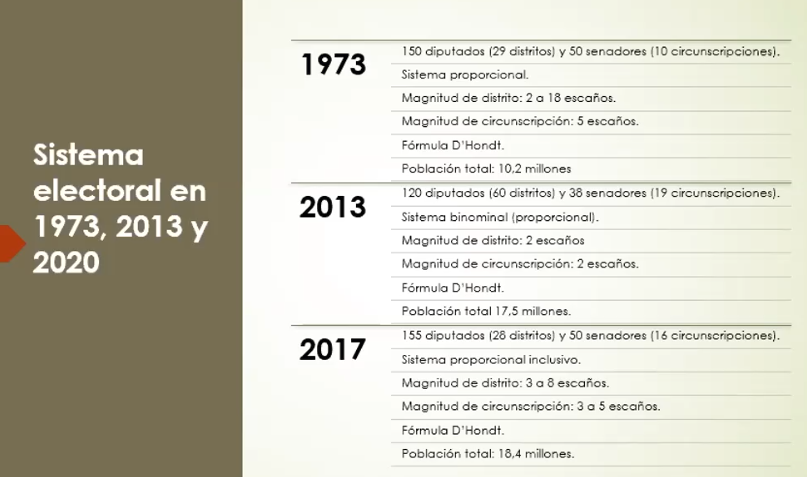 Sistema
electoral en
1973, 2013 y
2020
1973
150 diputados (29 distritos) y 50 senadores (10 circunscripciones).
Sistema proporcional.
Magnitud de distrito: 2 a 18 escaños.
Magnitud de circunscripción: 5 escaños.
Fórmula D'Hondt.
Población total: 10,2 millones
2013
120 diputados (60 distritos) y 38 senadores (19 circunscripciones).
Sistema binominal (proporcional).
Magnitud de distrito: 2 escaños
Magnitud de circunscripción: 2 escaños.
Fórmula D'Hondt.
Población total 17,5 millones.
2017
155 diputados (28 distritos) y 50 senadores (16 circunscripciones).
Sistema proporcional inclusivo.
Magnitud de distrito: 3 a 8 escaños.
Magnitud de circunscripción: 3 a 5 escaños.
Fórmula D'Hondt.
Población total: 18,4 millones.